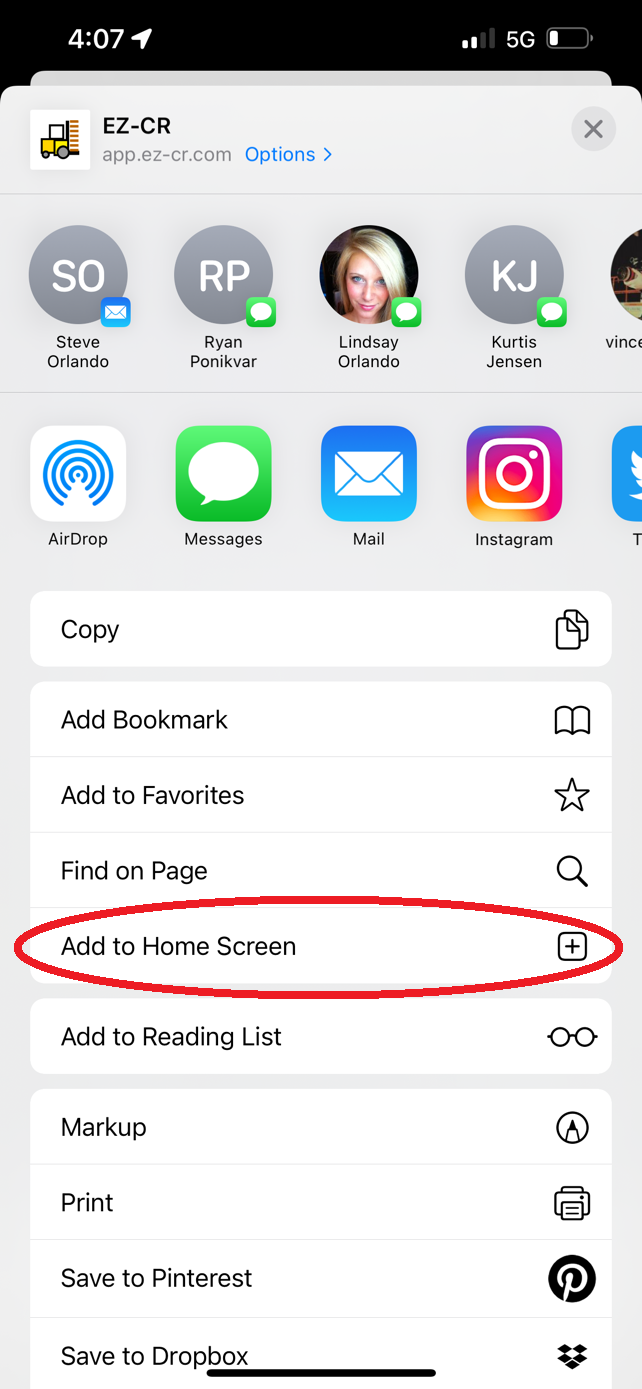 4:07
5G
EZ-CR
app.ez-cr.com Options >
SO
RP
KJ
Steve
Orlando
Ryan
Ponikvar
Lindsay
Orlando
Kurtis
Jensen
vince
AirDrop
Messages
Mail
Instagram
T
Copy
Add Bookmark
Add to Favorites
Find on Page
Add to Home Screen
Add to Reading List
Markup
Print
Save to Pinterest
Save to Dropbox